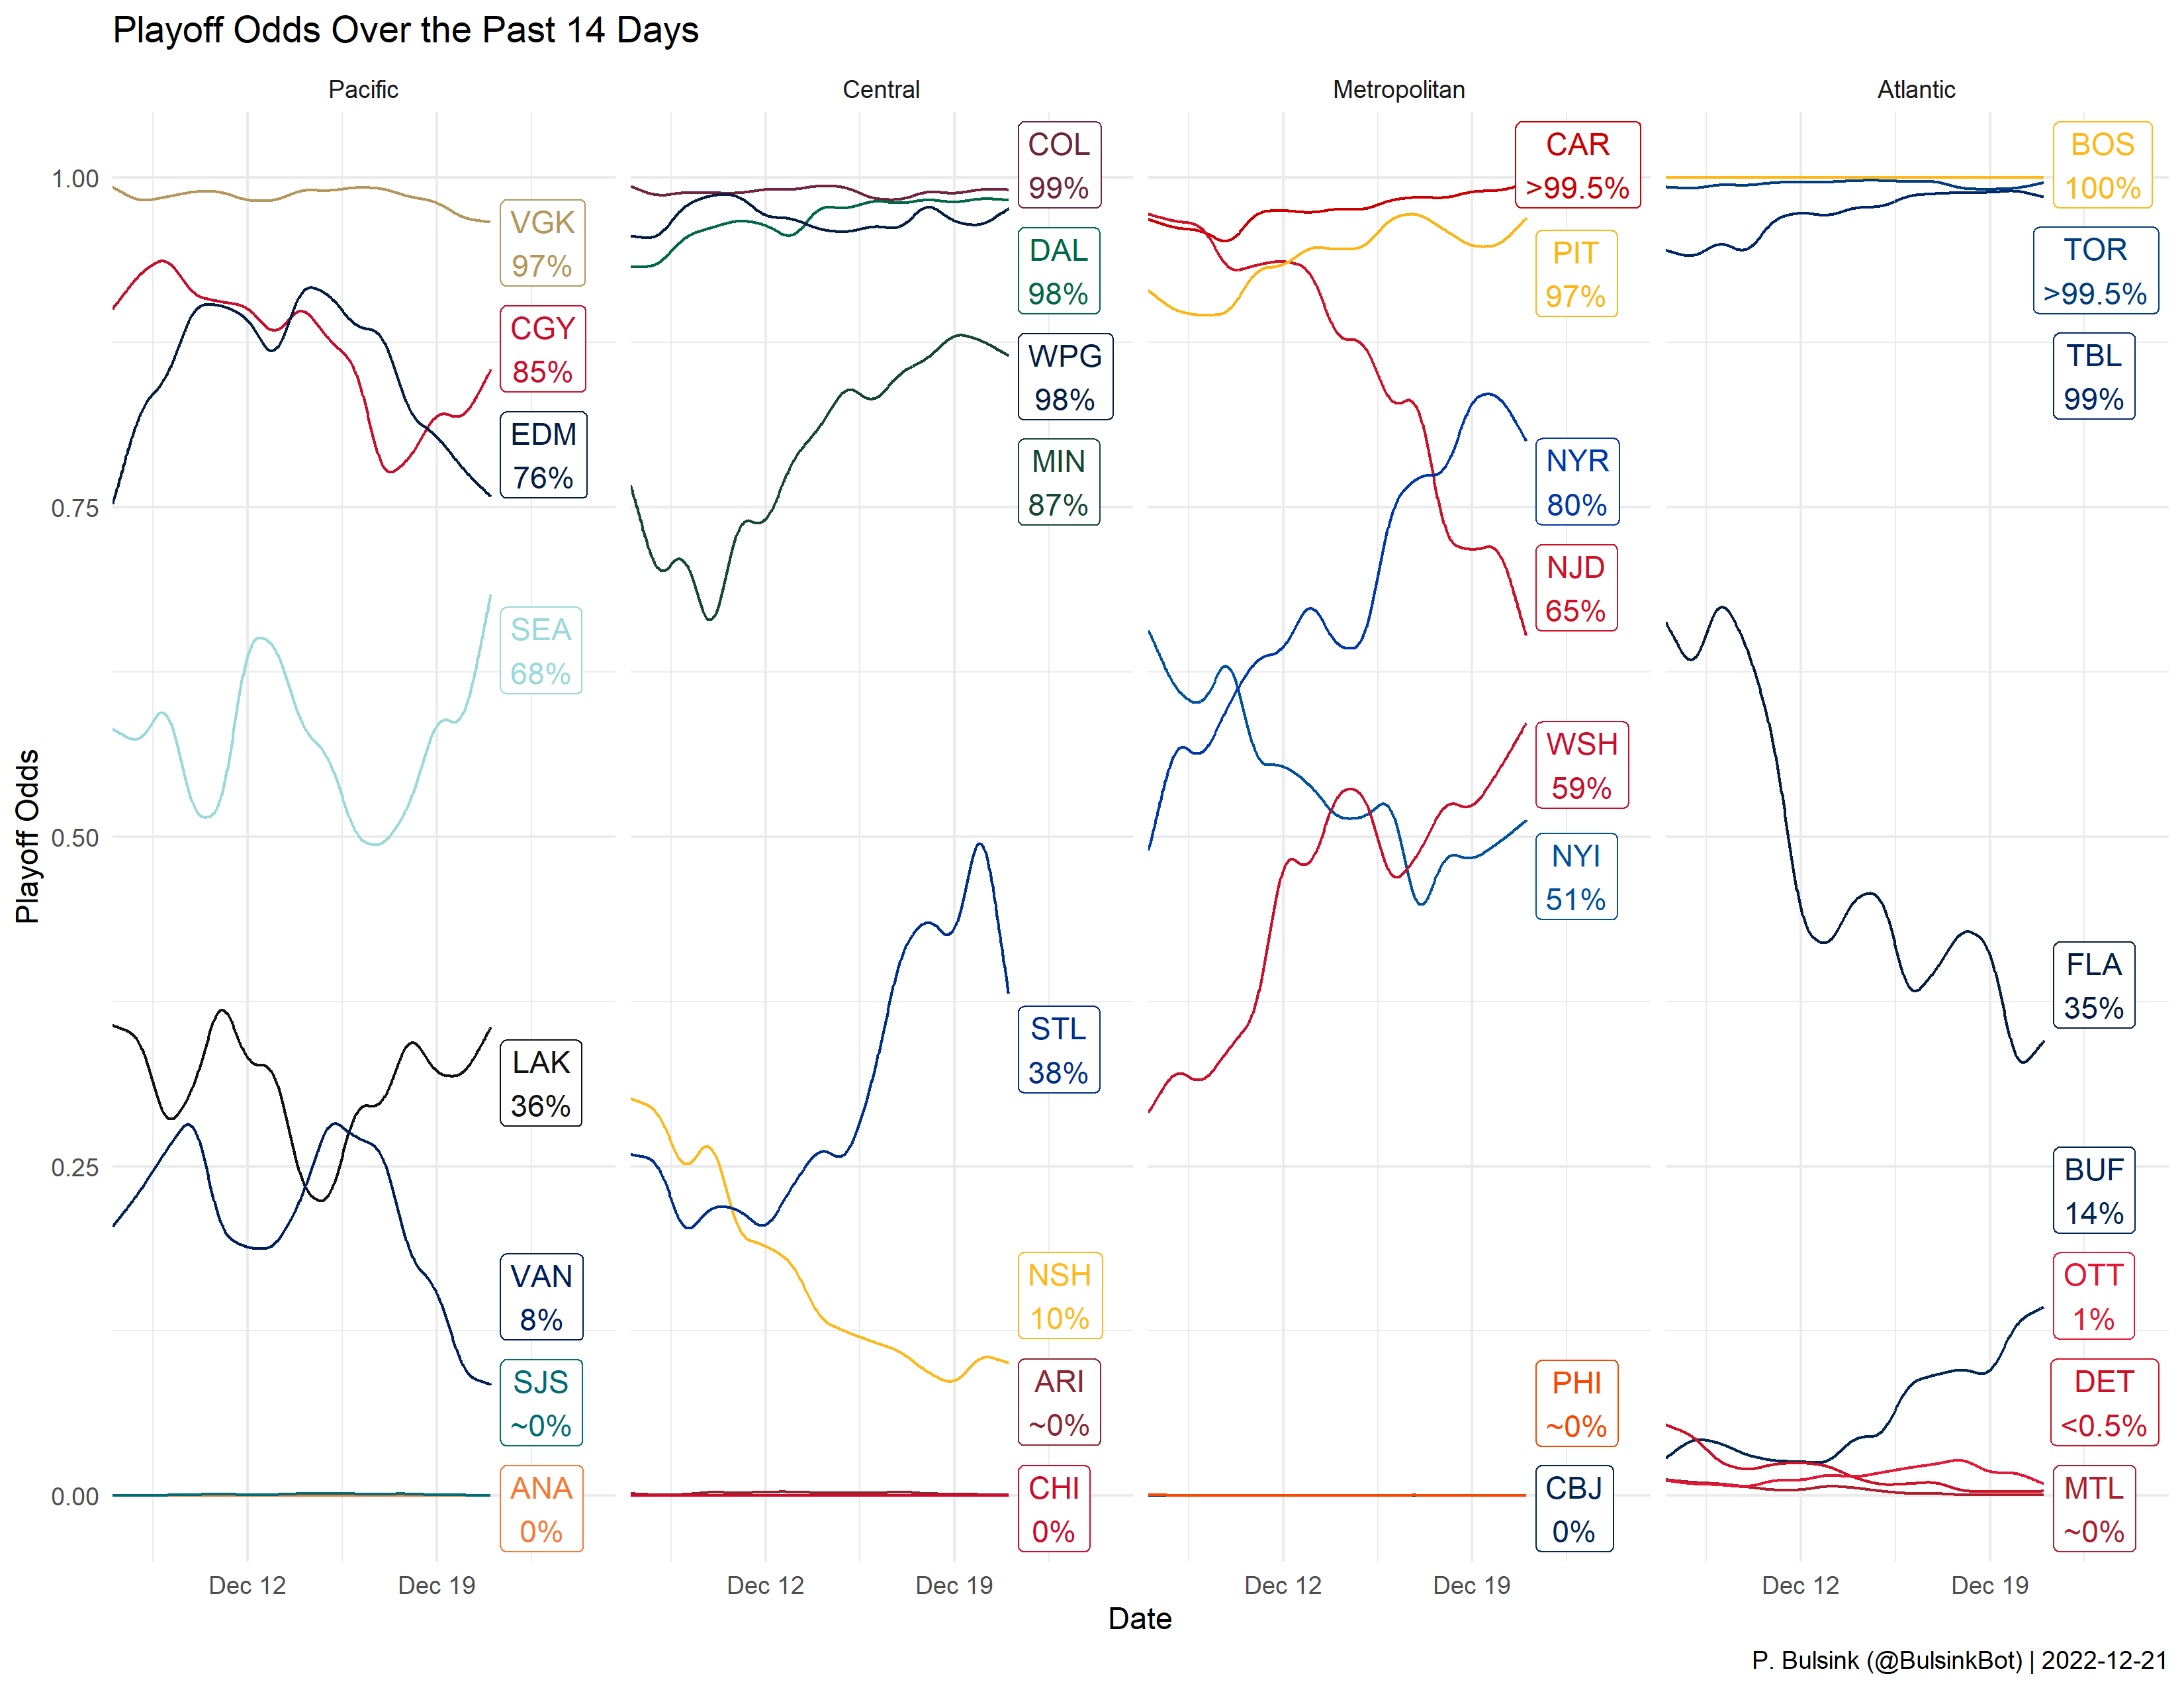 Playoff Odds Over the Past 14 Days
Pacific
Central
Metropolitan
Atlantic
Playoff Odds
1.00
0.75
0.50
0.25
0.00
VGK
97%
CGY
85%
EDM
76%
SEA
68%
LAK
36%
VAN
8%
SJS
~0%
ANA
0%
COL
99%
DAL
98%
WPG
98%
MIN
87%
STL
38%
NSH
10%
ARI
~0%
CHI
0%
CAR
>99.5%
PIT
97%
NYR
80%
NJD
65%
WSH
59%
NYI
51%
PHI
~0%
CBJ
0%
BOS
100%
TOR
>99.5%
TBL
99%
FLA
35%
BUF
14%
OTT
1%
DET
<0.5%
MTL
~0%
Dec 12
Dec 19
Dec 12
Dec 19
Dec 12
Dec 19
Dec 12
Dec 19
Date
P. Bulsink (@BulsinkBot) | 2022-12-21